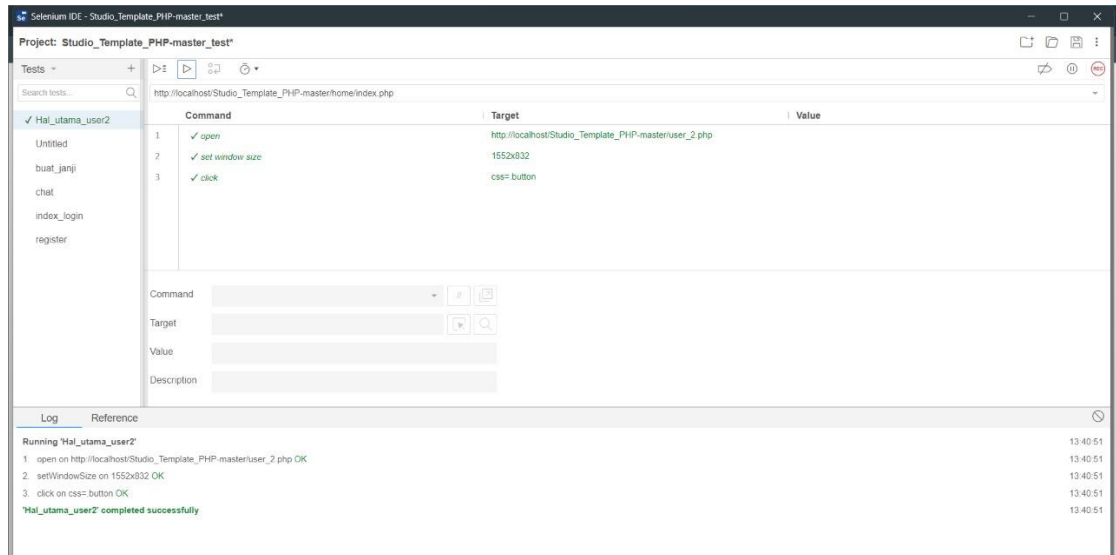 Selenium IDE - Studio_Template_PHP-master_test*
Project: Studio_Template_PHP-master_test*
Tests
Search tests...
http://localhost/Studio_Template_PHP-master/home/index.php
✓ Hal_utama_user2
Untitled
buat_janji
chat
index_login
register
Command Target Value
1 ✓ open http://localhost/Studio_Template_PHP-master/user_2.php
2 ✓ set window size 1552x832
3 ✓ click css=.button
Command
//
Target
Value
Description
Log Reference
Running 'Hal_utama_user2' 13:40:51
1. open on http://localhost/Studio_Template_PHP-master/user_2.php OK 13:40:51
2. setWindowSize on 1552x832 OK 13:40:51
3. click on css=.button OK 13:40:51
'Hal_utama_user2' completed successfully 13:40:51
REC